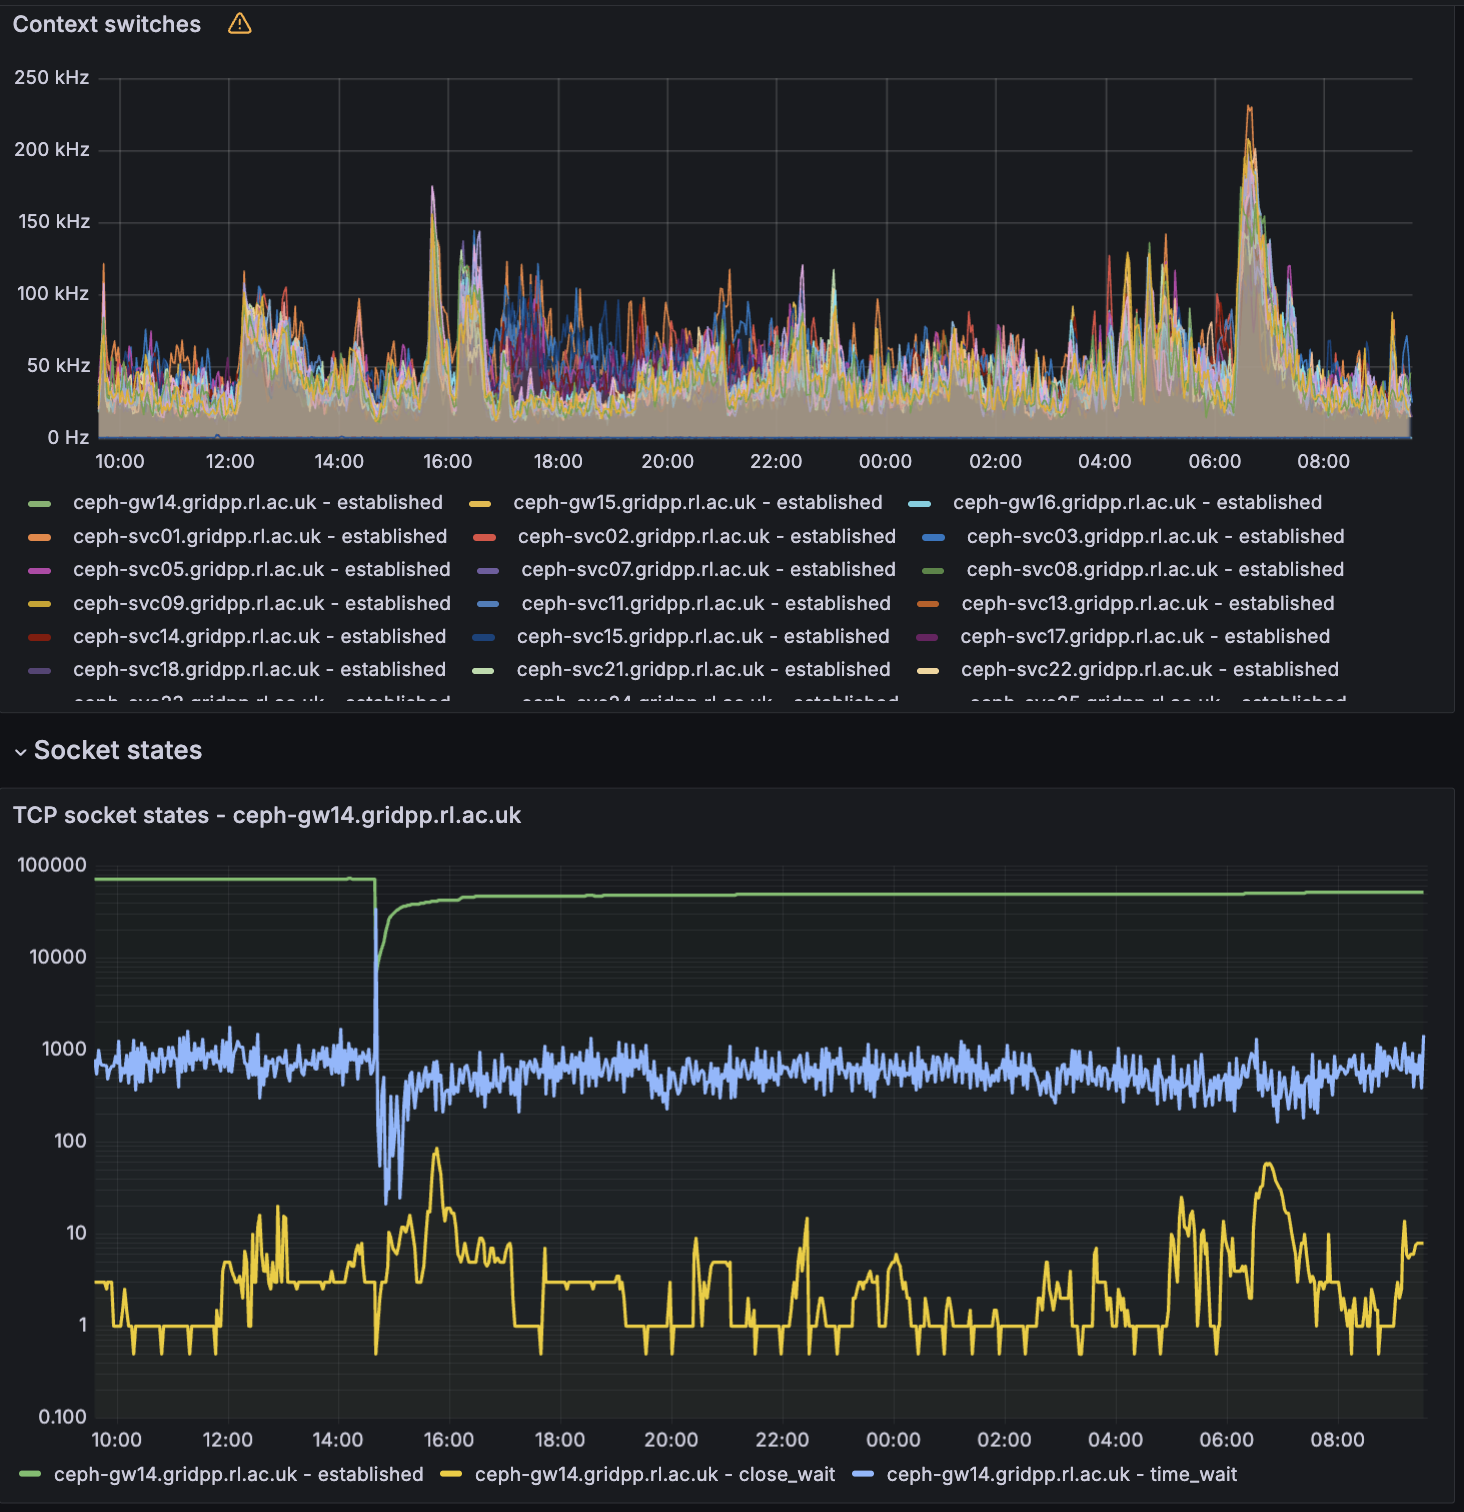 Context switches
250 kHz
200 kHz
150 kHz
100 kHz
50 kHz
0 Hz
10:00 12:00 14:00 16:00 18:00 20:00 22:00 00:00 02:00 04:00 06:00 08:00
ceph-gw14.gridpp.rl.ac.uk - established ceph-gw15.gridpp.rl.ac.uk - established ceph-gw16.gridpp.rl.ac.uk - established
ceph-svc01.gridpp.rl.ac.uk - established ceph-svc02.gridpp.rl.ac.uk - established ceph-svc03.gridpp.rl.ac.uk - established
ceph-svc05.gridpp.rl.ac.uk - established ceph-svc07.gridpp.rl.ac.uk - established ceph-svc08.gridpp.rl.ac.uk - established
ceph-svc09.gridpp.rl.ac.uk - established ceph-svc11.gridpp.rl.ac.uk - established ceph-svc13.gridpp.rl.ac.uk - established
ceph-svc14.gridpp.rl.ac.uk - established ceph-svc15.gridpp.rl.ac.uk - established ceph-svc17.gridpp.rl.ac.uk - established
ceph-svc18.gridpp.rl.ac.uk - established ceph-svc21.gridpp.rl.ac.uk - established ceph-svc22.gridpp.rl.ac.uk - established
Socket states
TCP socket states - ceph-gw14.gridpp.rl.ac.uk
100000
10000
1000
100
10
1
0.100
10:00 12:00 14:00 16:00 18:00 20:00 22:00 00:00 02:00 04:00 06:00 08:00
ceph-gw14.gridpp.rl.ac.uk - established ceph-gw14.gridpp.rl.ac.uk - close_wait ceph-gw14.gridpp.rl.ac.uk - time_wait